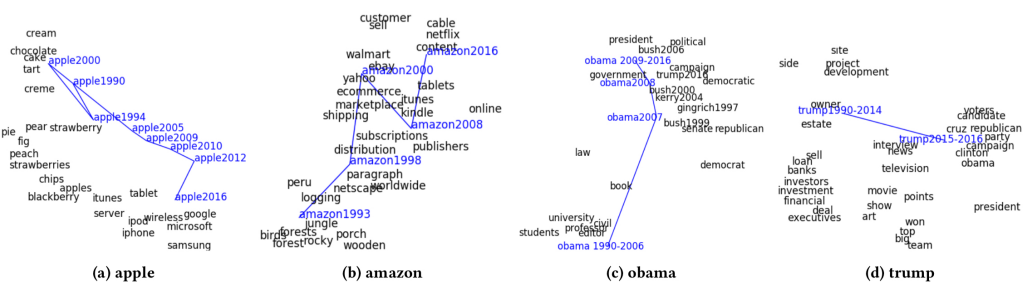 cream
chocolate
cake
apple2000
tart
apple1990
creme
apple1994
pear
strawberry
apple2005
pie
fig
apple2009
apple2010
peach
apple2012
strawberries
chips
apples
tablet
blackberry
itunes
apple2016
server
ipod
wireless
google
microsoft
iphone
samsung
(a) apple
customer
sell
cable
netflix
content
amazon2016
walmart
ebay
amazon2000
yahoo
ecommerce
tablets
marketplace
itunes
kindle
online
shipping
amazon2008
subscriptions
publishers
distribution
amazon1998
paragraph
peru
netscape
worldwide
logging
amazon1993
jungle
birds
forests
forest
rocky
porch
wooden
(b) amazon
president
political
bush2006
obama 2009-2016
campaign
government
trump2016
obama2008
democratic
bush2000
kerry2004
gingrich1997
obama2007
bush1999
senate
republican
law
democrat
book
university
civil
professor
students
editor
obama 1990-2006
(c) obama
site
side
project
development
owner
trump1990-2014
voters
candidate
estate
cruz
republican
trump2015-2016
party
interview
campaign
news
clinton
sell
obama
loan
banks
television
investors
investment
movie
points
financial
show
president
deal
art
executives
won
top
big
team
(d) trump